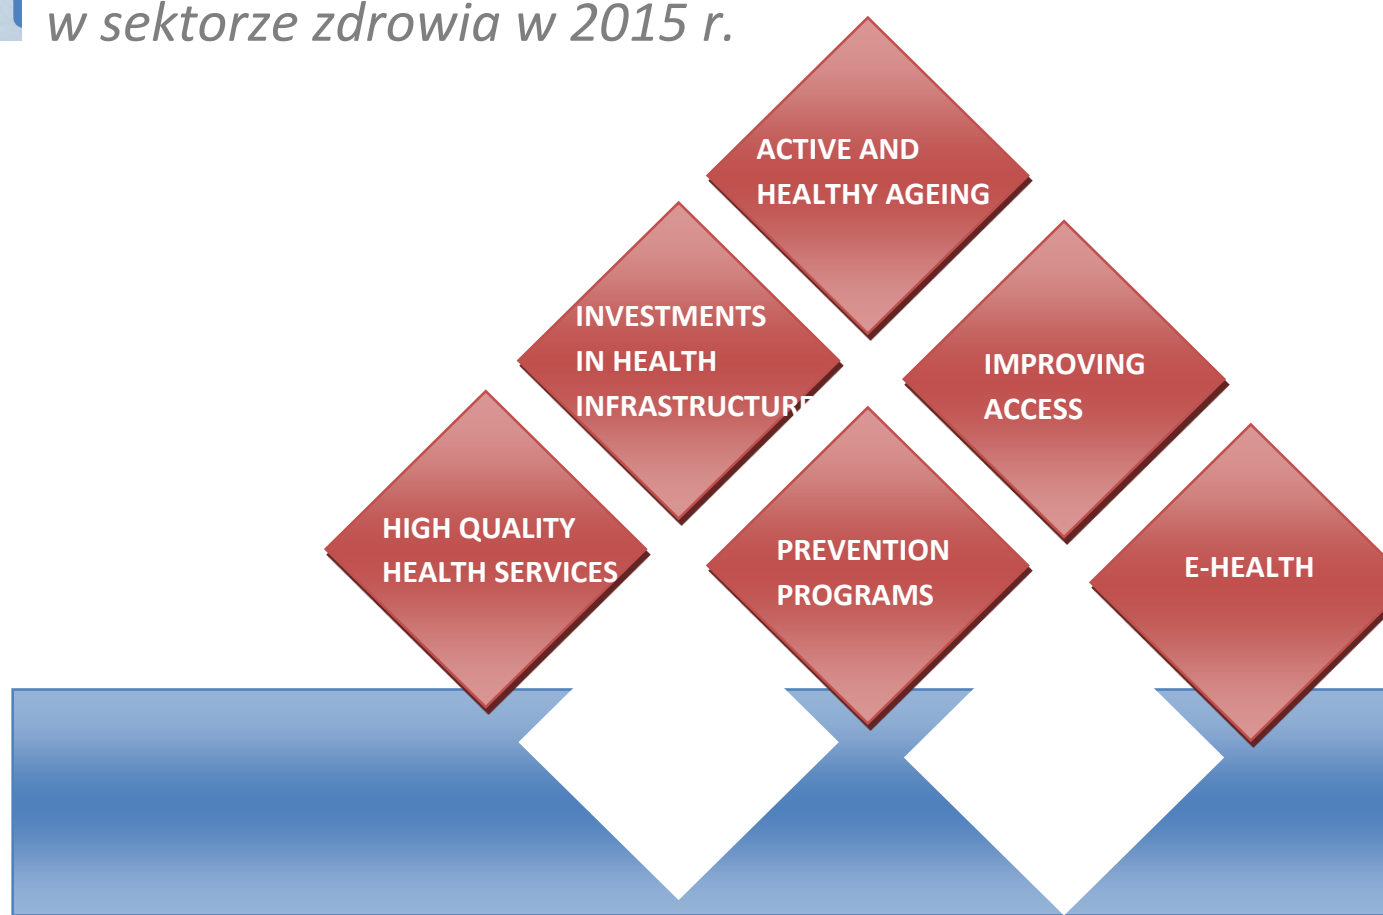 w sektorze zdrowia w 2015 r.
ACTIVE AND
HEALTHY AGEING
INVESTMENTS
IN HEALTH
INFRASTRUCTURE
IMPROVING
ACCESS
HIGH QUALITY
HEALTH SERVICES
PREVENTION
PROGRAMS
E-HEALTH